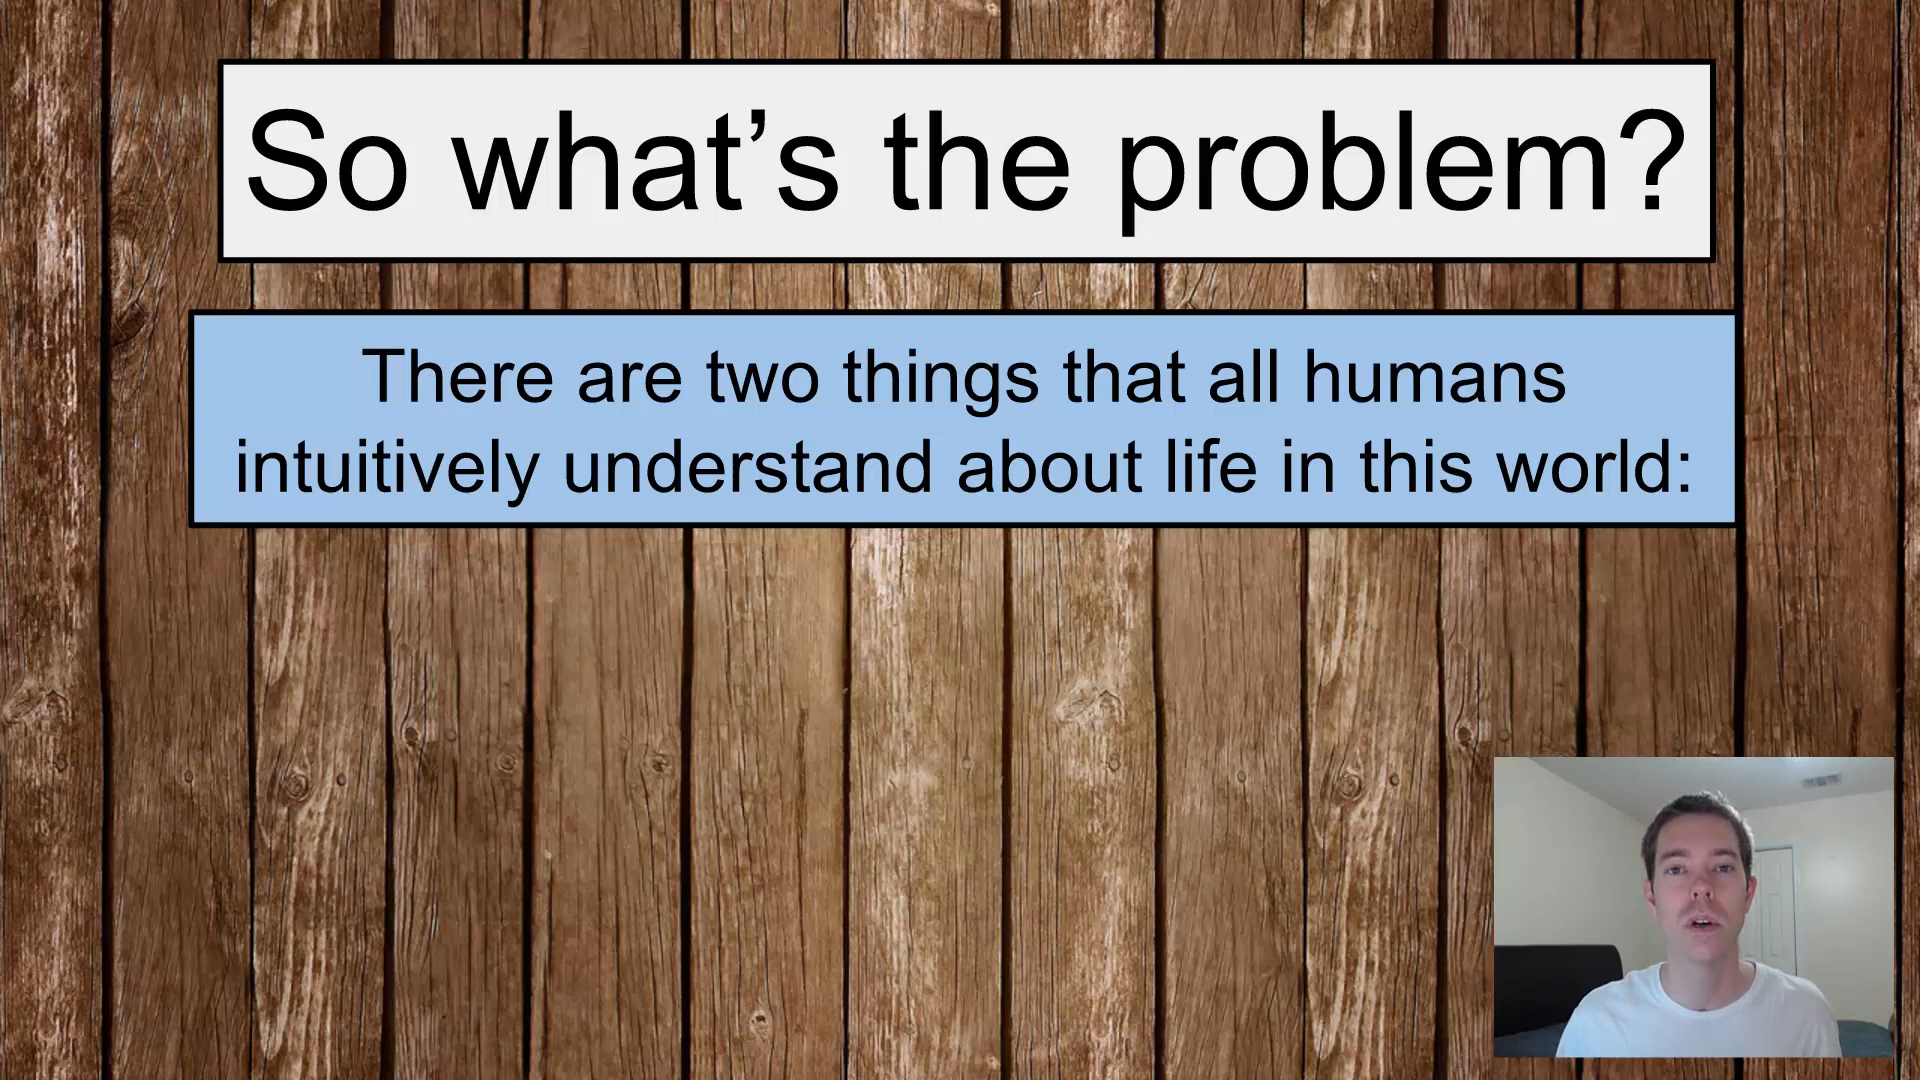 So what’s the problem?
There are two things that all humans
intuitively understand about life in this world: